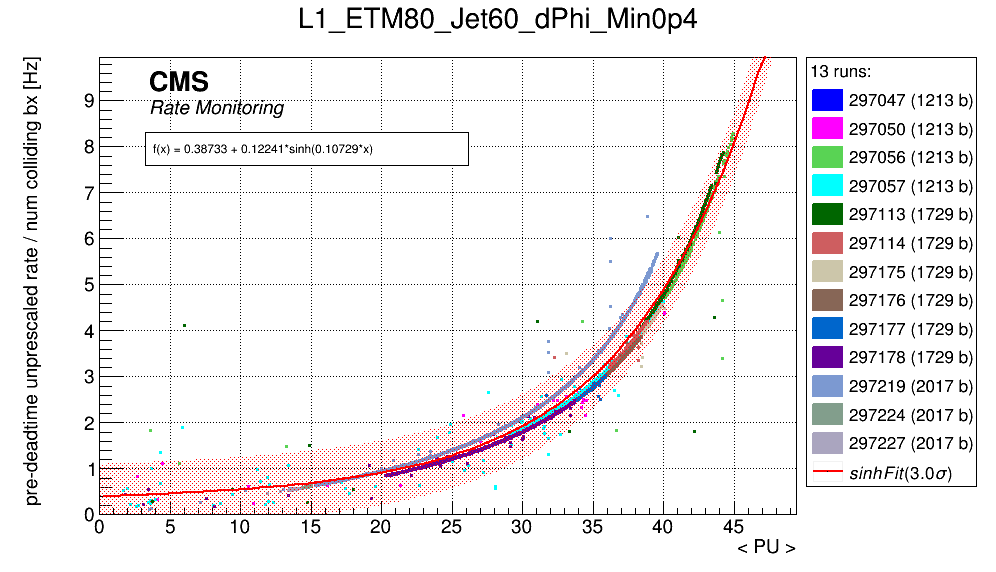 L1_ETM80_Jet60_dPhi_Min0p4
pre-deadtime unprescaled rate / num colliding bx [Hz]
CMS
Rate Monitoring
f(x) = 0.38733 + 0.12241*sinh(0.10729*x)
9
8
7
6
5
4
3
2
1
0
0 5 10 15 20 25 30 35 40 45
< PU >
13 runs:
297047 (1213 b)
297050 (1213 b)
297056 (1213 b)
297057 (1213 b)
297113 (1729 b)
297114 (1729 b)
297175 (1729 b)
297176 (1729 b)
297177 (1729 b)
297178 (1729 b)
297219 (2017 b)
297224 (2017 b)
297227 (2017 b)
sinhFit(3.0σ)